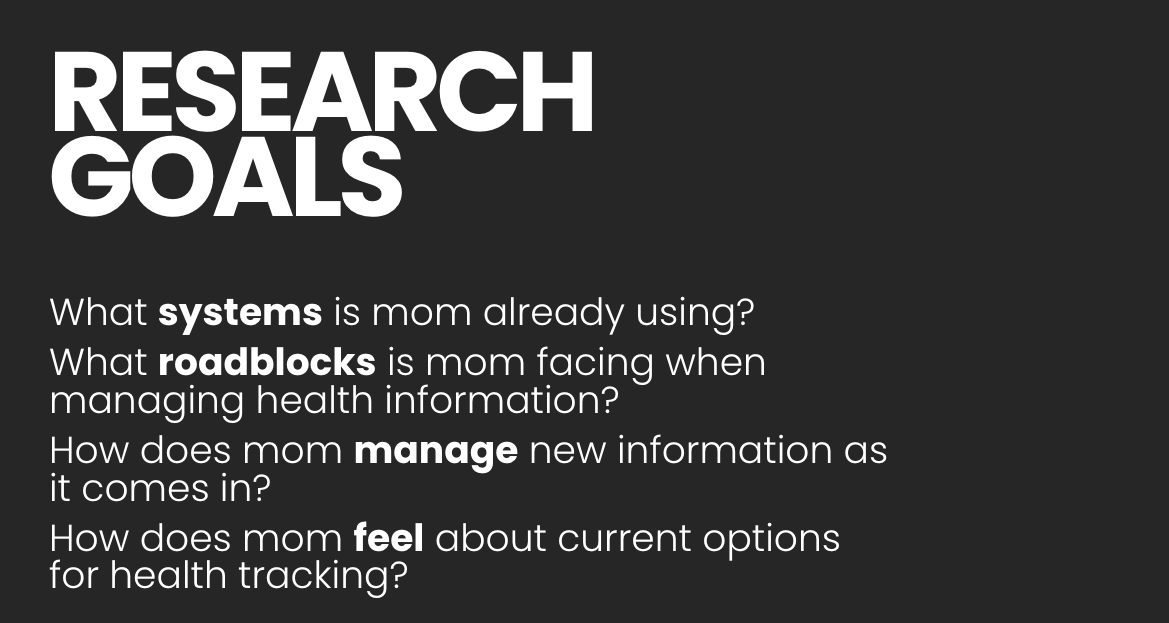 RESEARCH
GOALS
What systems is mom already using?
What roadblocks is mom facing when
managing health information?
How does mom manage new information as
it comes in?
How does mom feel about current options
for health tracking?